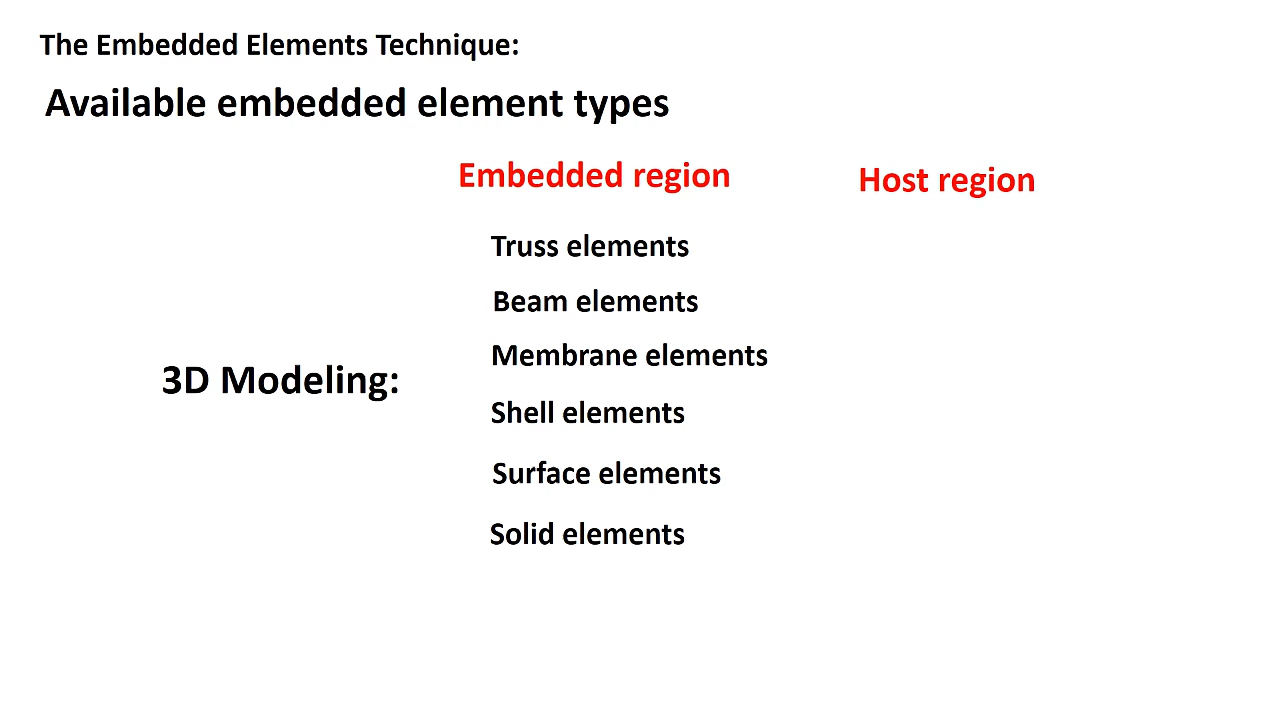 The Embedded Elements Technique:
Available embedded element types
Embedded region
Host region
Truss elements
Beam elements
Membrane elements
3D Modeling:
Shell elements
Surface elements
Solid elements